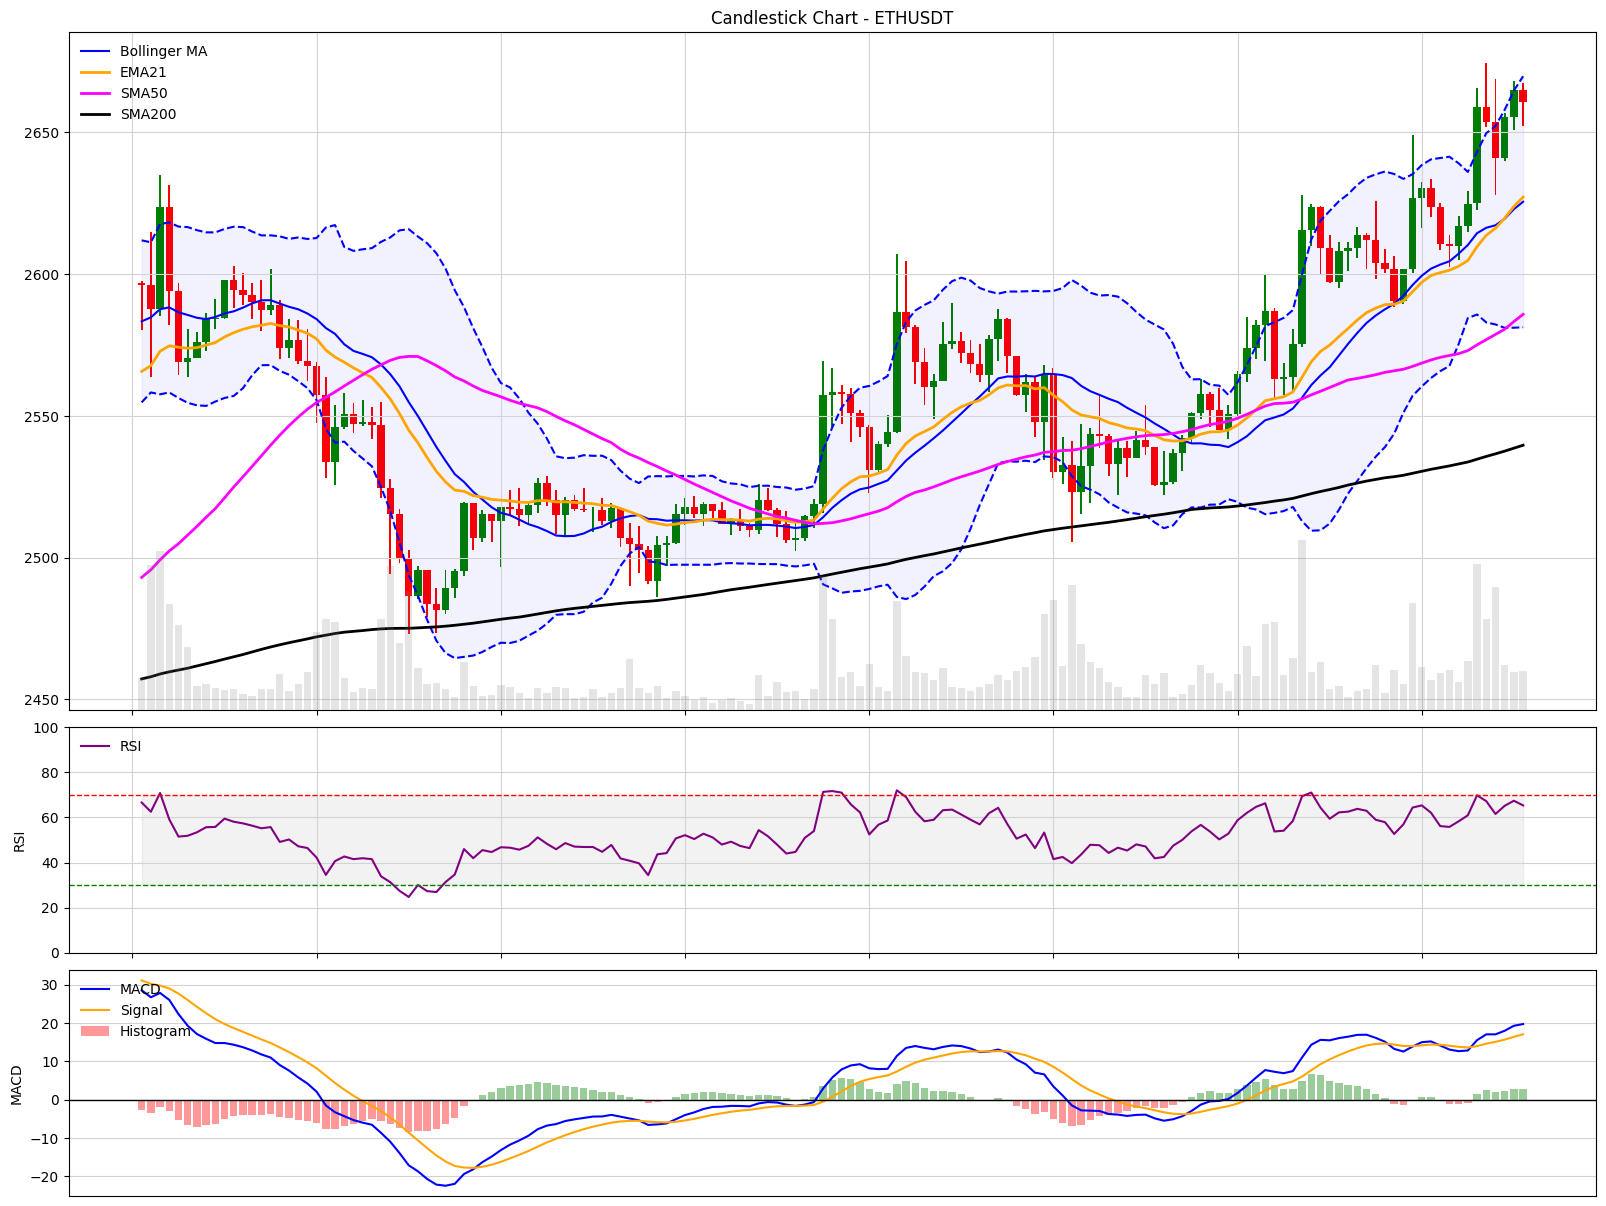 Candlestick Chart - ETHUSDT
Bollinger MA
EMA21
SMA50
SMA200
2650
2600
2550
2500
2450
RSI
100
80
60
40
20
0
RSI
MACD
Signal
Histogram
30
20
10
0
−10
−20
MACD